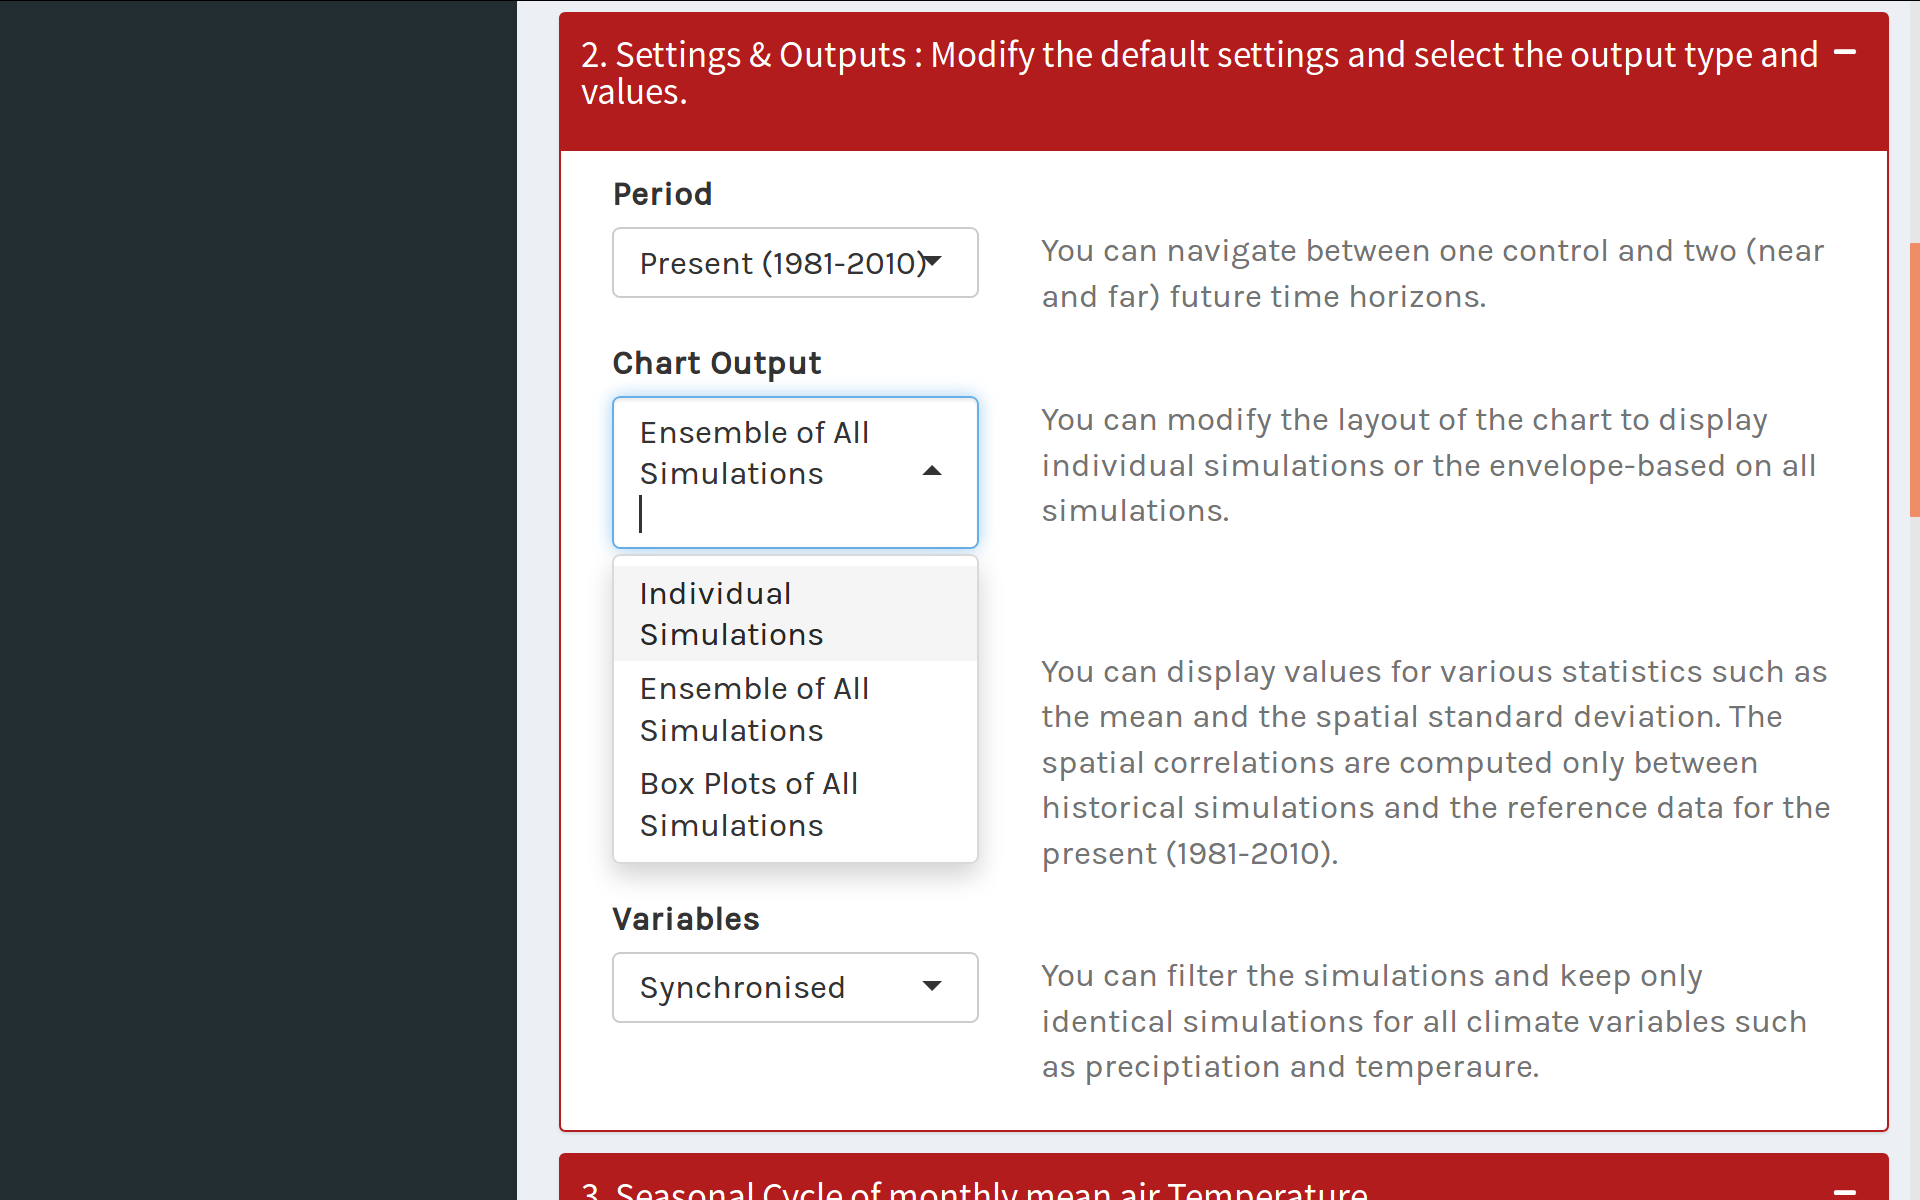 2. Settings & Outputs : Modify the default settings and select the output type and
values.
Period
Present (1981-2010)
You can navigate between one control and two (near
and far) future time horizons.
Chart Output
Ensemble of All
Simulations
You can modify the layout of the chart to display
individual simulations or the envelope-based on all
simulations.
Individual
Simulations
Ensemble of All
Simulations
Box Plots of All
Simulations
You can display values for various statistics such as
the mean and the spatial standard deviation. The
spatial correlations are computed only between
historical simulations and the reference data for the
present (1981-2010).
Variables
Synchronised
You can filter the simulations and keep only
identical simulations for all climate variables such
as preciptiation and temperaure.
3. Seasonal Cycle of monthly mean air Temperature